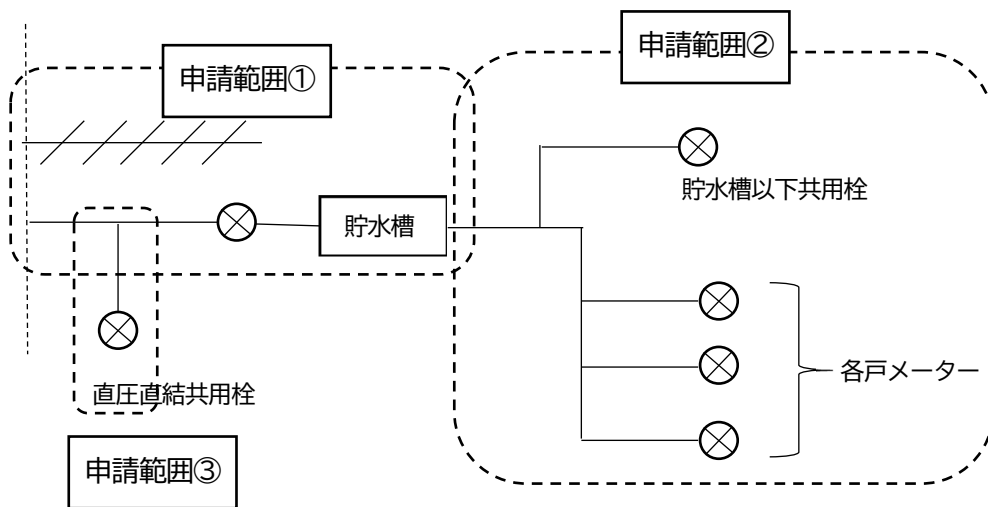 申請範囲①
申請範囲②
貯水槽以下共用栓
貯水槽
各戸メーター
直圧直結共用栓
申請範囲③